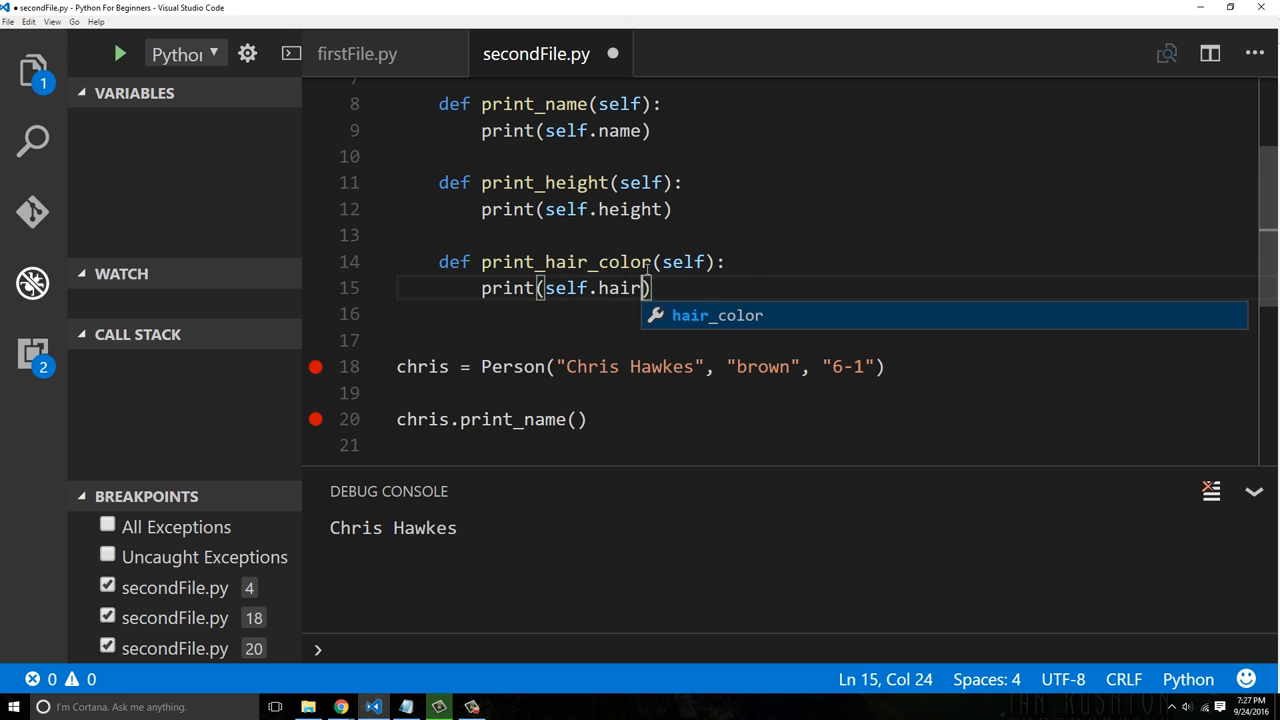 ● secondFile.py - Python For Beginners - Visual Studio Code
File Edit View Go Help
1
Python
firstFile.py
secondFile.py
VARIABLES
7
8 def print_name(self):
9 print(self.name)
10
11 def print_height(self):
12 print(self.height)
13
14 def print_hair_color(self):
15 print(self.hair)
hair_color
16
17
18 chris = Person("Chris Hawkes", "brown", "6-1")
19
20 chris.print_name()
21
WATCH
CALL STACK
2
BREAKPOINTS
All Exceptions
Uncaught Exceptions
secondFile.py 4
secondFile.py 18
secondFile.py 20
DEBUG CONSOLE
Chris Hawkes
0 0
Ln 15, Col 24 Spaces: 4 UTF-8 CRLF Python
I'm Cortana. Ask me anything.
7:27 PM
9/24/2016